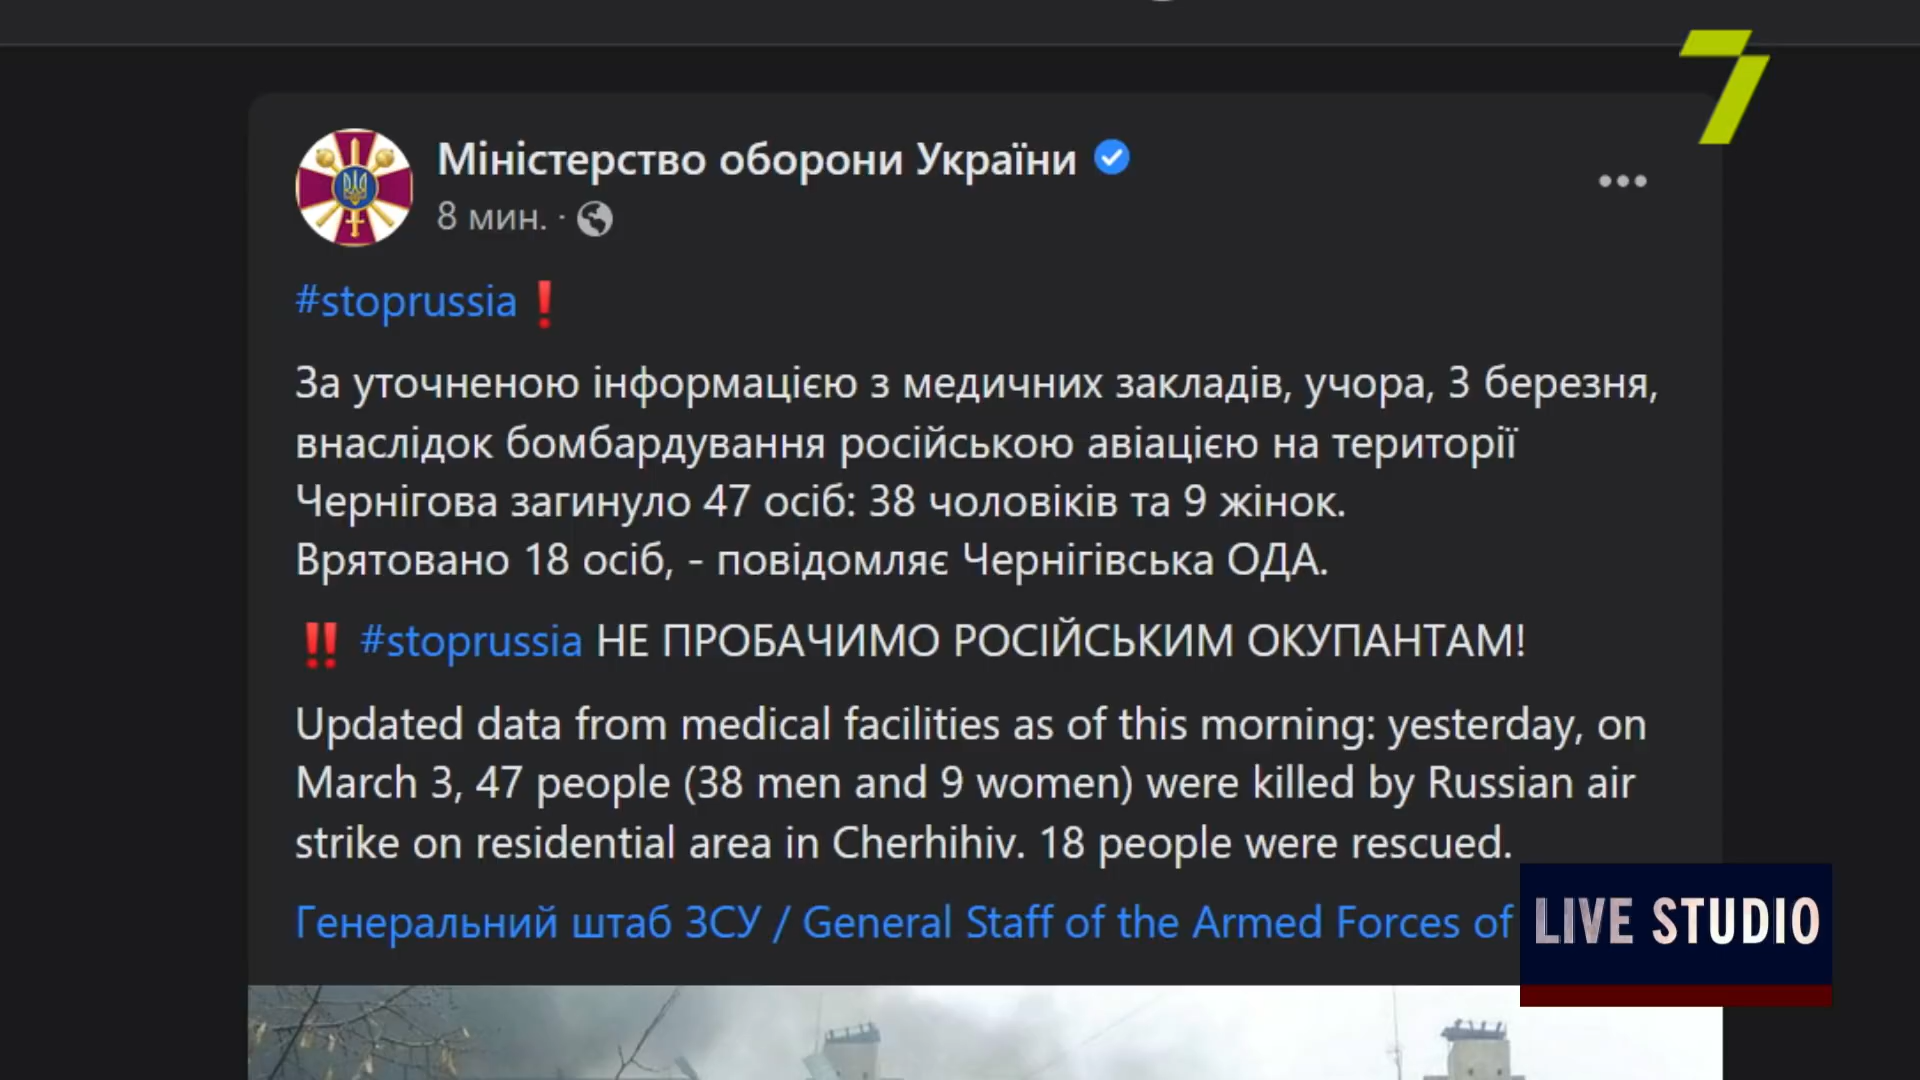 7
Міністерство оборони України
8 мин. ·
#stoprussia❗
За уточненою інформацією з медичних закладів, учора, 3 березня,
внаслідок бомбардування російською авіацією на території
Чернігова загинуло 47 осіб: 38 чоловіків та 9 жінок.
Врятовано 18 осіб, - повідомляє Чернігівська ОДА.
‼ #stoprussia НЕ ПРОБАЧИМО РОСІЙСЬКИМ ОКУПАНТАМ!
Updated data from medical facilities as of this morning: yesterday, on
March 3, 47 people (38 men and 9 women) were killed by Russian air
strike on residential area in Cherhihiv. 18 people were rescued.
Генеральний штаб ЗСУ / General Staff of the Armed Forces of
LIVE STUDIO